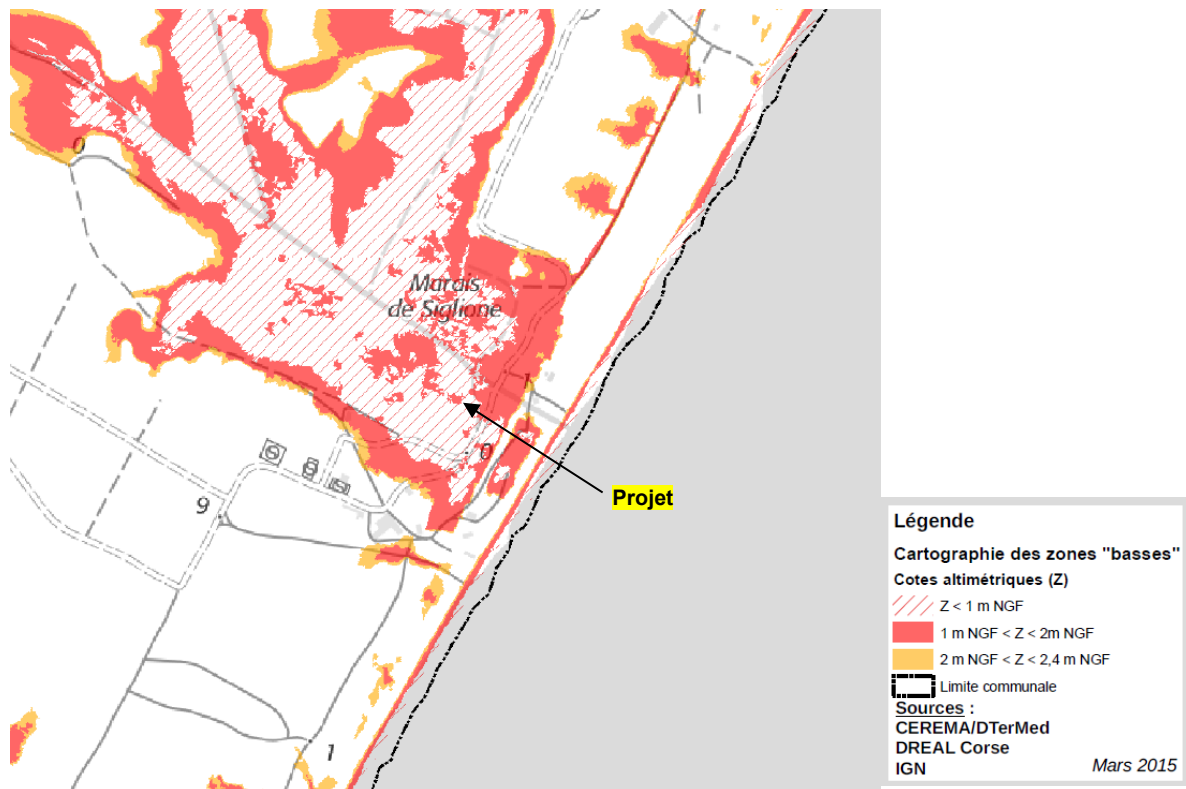 0
Marais
de Siglione
1
0
9
Projet
1
Légende
Cartographie des zones "basses"
Cotes altimétriques (Z)
Z < 1 m NGF
1 m NGF < Z < 2m NGF
2 m NGF < Z < 2,4 m NGF
Limite communale
Sources :
CEREMA/DTerMed
DREAL Corse
IGN
Mars 2015